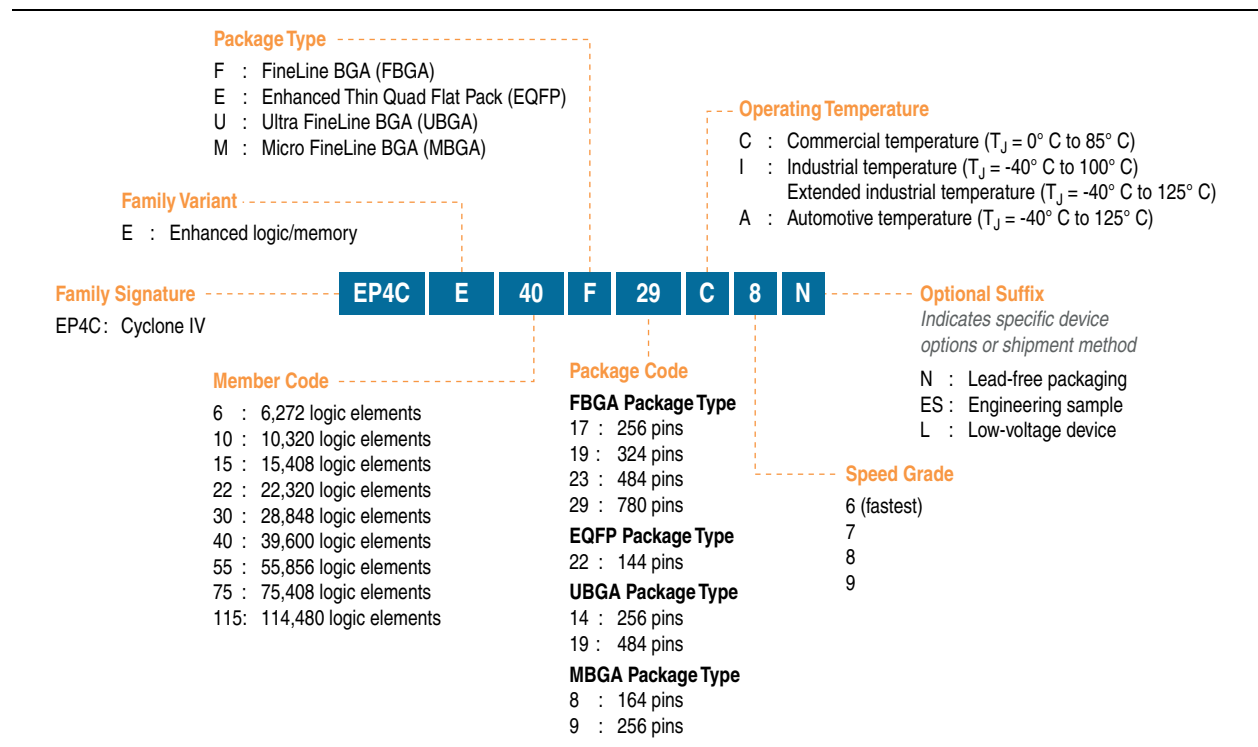 Package Type
F : FineLine BGA (FBGA)
E : Enhanced Thin Quad Flat Pack (EQFP)
U : Ultra FineLine BGA (UBGA)
M : Micro FineLine BGA (MBGA)
Operating Temperature
C : Commercial temperature (TJ = 0° C to 85° C)
I : Industrial temperature (TJ = -40° C to 100° C)
Extended industrial temperature (TJ = -40° C to 125° C)
A : Automotive temperature (TJ = -40° C to 125° C)
Family Variant
E : Enhanced logic/memory
Family Signature
EP4C : Cyclone IV
EP4C E 40 F 29 C 8 N
Optional Suffix
Indicates specific device
options or shipment method
N : Lead-free packaging
ES : Engineering sample
L : Low-voltage device
Member Code
6 : 6,272 logic elements
10 : 10,320 logic elements
15 : 15,408 logic elements
22 : 22,320 logic elements
30 : 28,848 logic elements
40 : 39,600 logic elements
55 : 55,856 logic elements
75 : 75,408 logic elements
115: 114,480 logic elements
Package Code
FBGA Package Type
17 : 256 pins
19 : 324 pins
23 : 484 pins
29 : 780 pins
EQFP Package Type
22 : 144 pins
UBGA Package Type
14 : 256 pins
19 : 484 pins
MBGA Package Type
8 : 164 pins
9 : 256 pins
Speed Grade
6 (fastest)
7
8
9